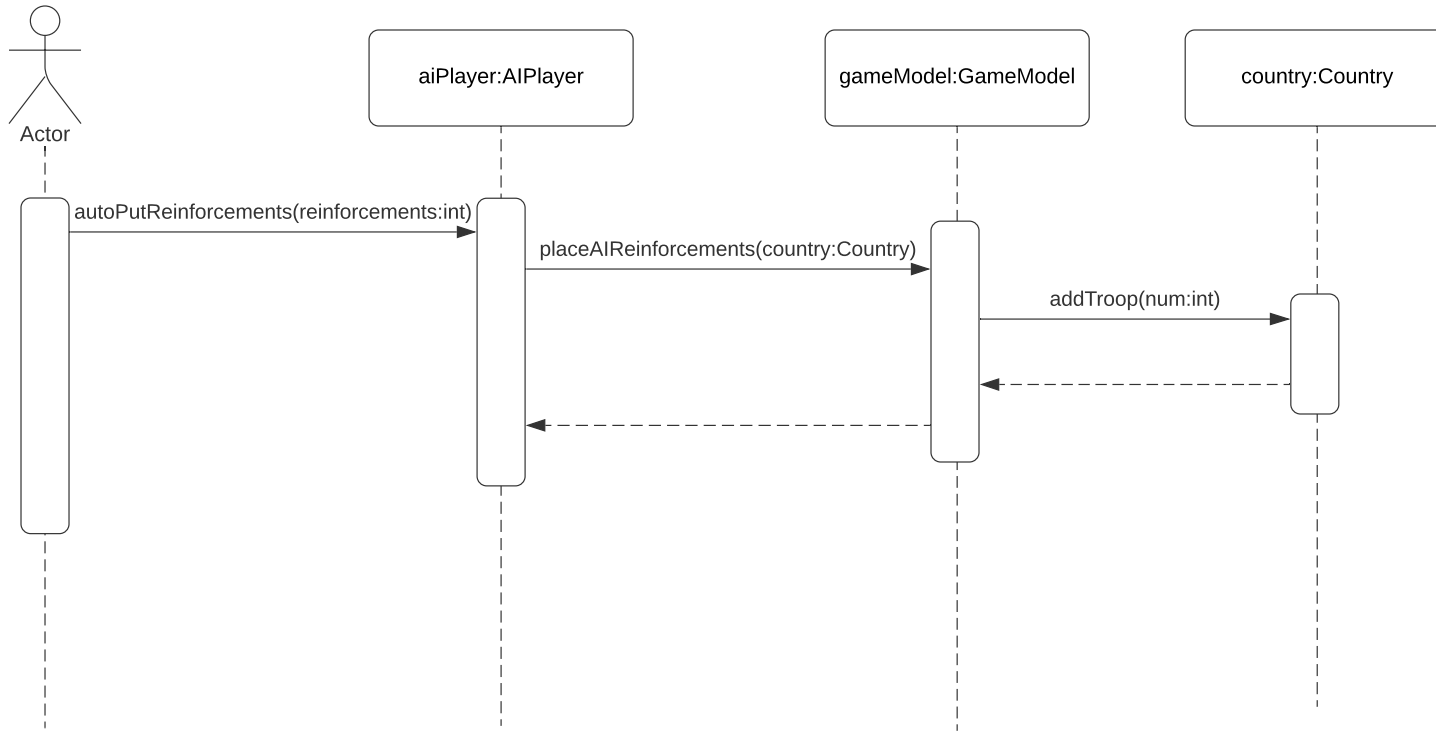 Actor
aiPlayer:AIPlayer
gameModel:GameModel
country:Country
autoPutReinforcements(reinforcements:int)
placeAIReinforcements(country:Country)
addTroop(num:int)